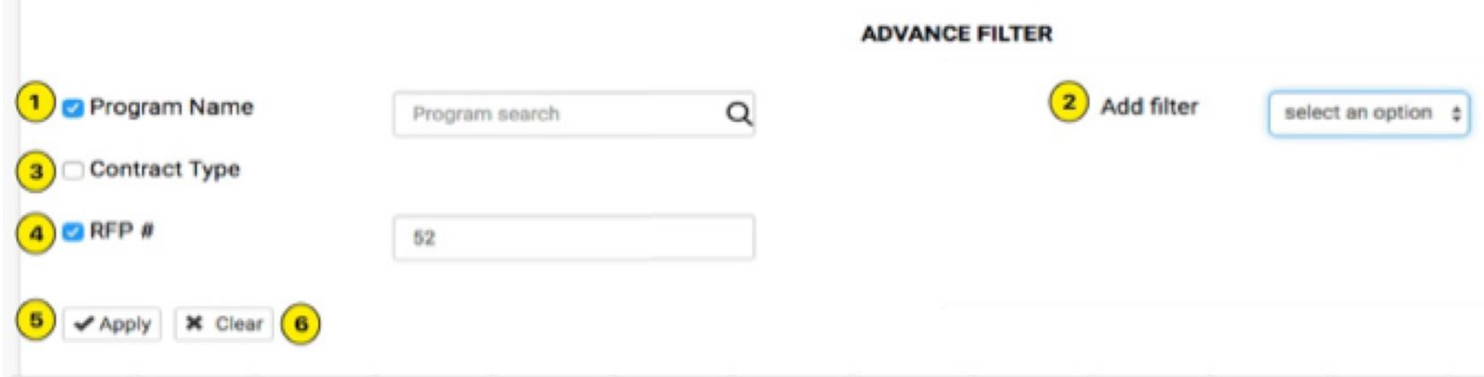 ADVANCE FILTER
1 Program Name Program search 2 Add filter select an option
3 Contract Type
4 RFP # 52
5 Apply Clear 6